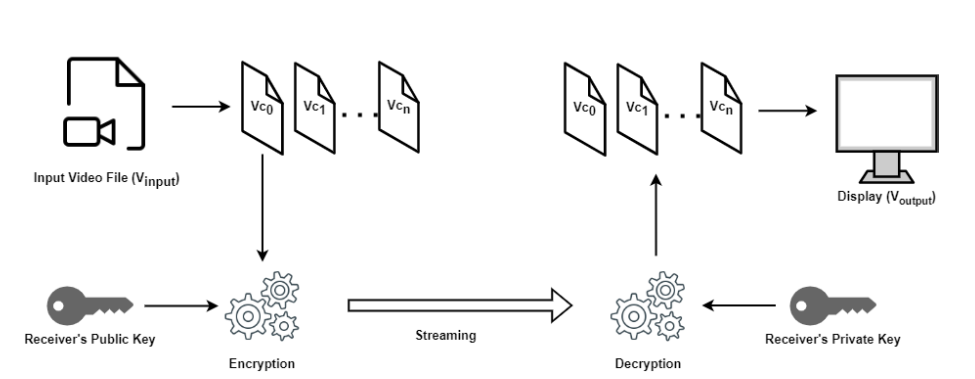 Vc0 Vc1 ... Vcn
Vc0 Vc1 ... Vcn
Input Video File (Vinput)
Display (Voutput)
Receiver's Public Key
Encryption
Streaming
Decryption
Receiver's Private Key